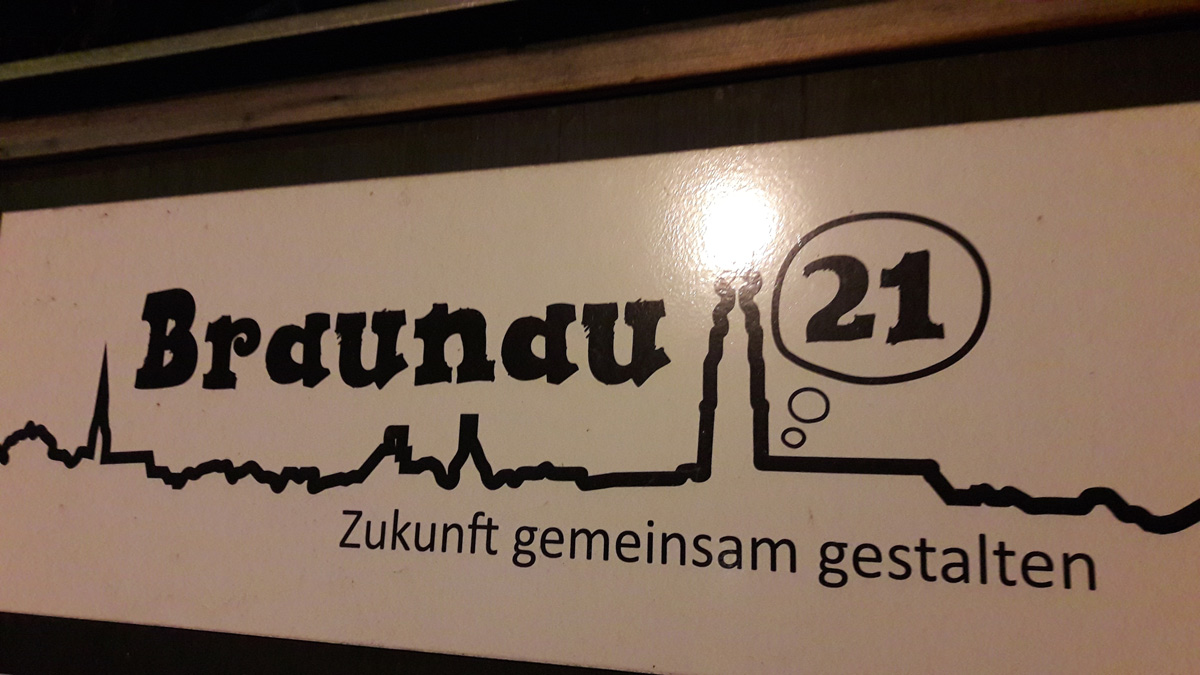 Braunau 21
Zukunft gemeinsam gestalten